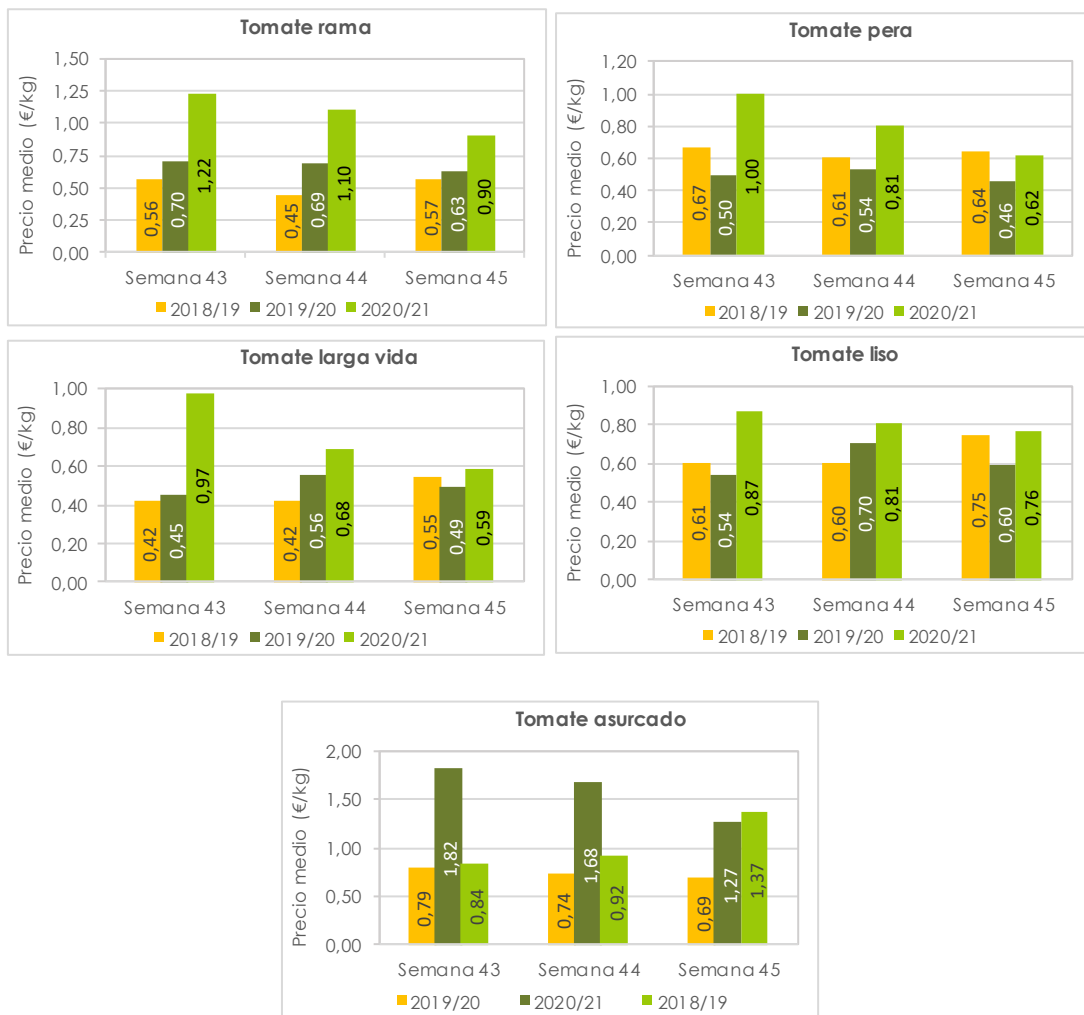 Tomate rama
Precio medio (€/kg)
1,50
1,25
1,00
0,75
0,50
0,25
0,00
0,56 0,70 1,22 0,45 0,69 1,10 0,57 0,63 0,90
Semana 43 Semana 44 Semana 45
2018/19 2019/20 2020/21
Tomate pera
Precio medio (€/kg)
1,20
1,00
0,80
0,60
0,40
0,20
0,00
0,67 0,50 1,00 0,61 0,54 0,81 0,64 0,46 0,62
Semana 43 Semana 44 Semana 45
2018/19 2019/20 2020/21
Tomate larga vida
Precio medio (€/kg)
1,00
0,80
0,60
0,40
0,20
0,00
0,42 0,45 0,97 0,42 0,56 0,68 0,55 0,49 0,59
Semana 43 Semana 44 Semana 45
2018/19 2019/20 2020/21
Tomate liso
Precio medio (€/kg)
1,00
0,80
0,60
0,40
0,20
0,00
0,61 0,54 0,87 0,60 0,70 0,81 0,75 0,60 0,76
Semana 43 Semana 44 Semana 45
2018/19 2019/20 2020/21
Tomate asurcado
Precio medio (€/kg)
2,00
1,50
1,00
0,50
0,00
0,79 1,82 0,84 0,74 1,68 0,92 0,69 1,27 1,37
Semana 43 Semana 44 Semana 45
2019/20 2020/21 2018/19